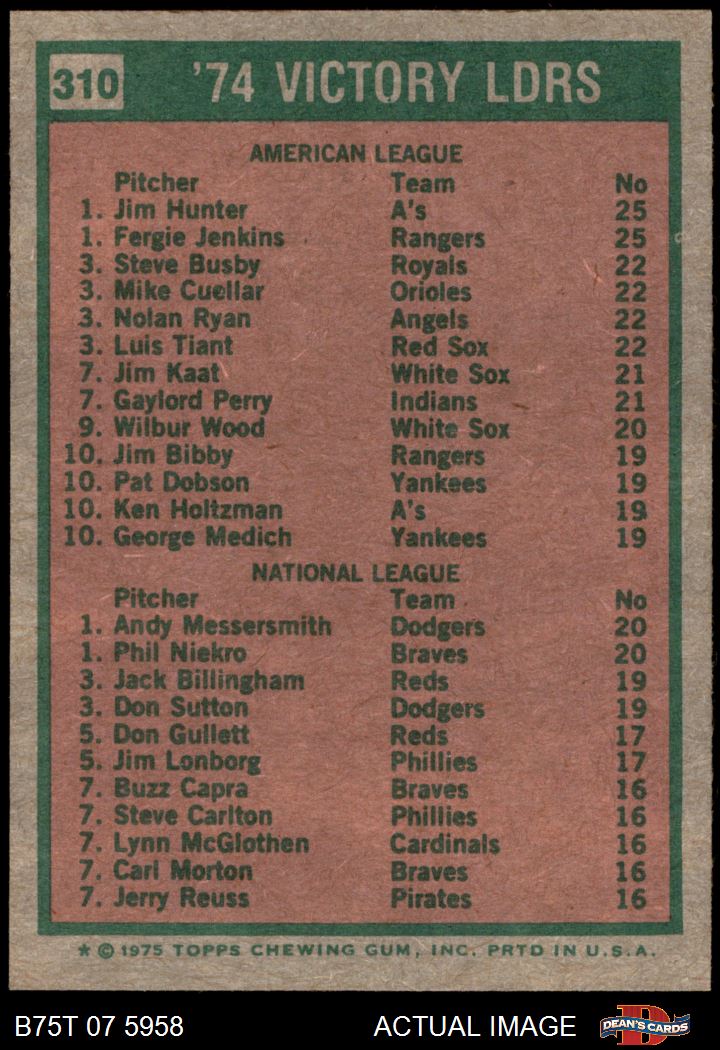 310 '74 VICTORY LDRS
AMERICAN LEAGUE
Pitcher Team No
1. Jim Hunter A's 25
1. Fergie Jenkins Rangers 25
3. Steve Busby Royals 22
3. Mike Cuellar Orioles 22
3. Nolan Ryan Angels 22
3. Luis Tiant Red Sox 22
7. Jim Kaat White Sox 21
7. Gaylord Perry Indians 21
9. Wilbur Wood White Sox 20
10. Jim Bibby Rangers 19
10. Pat Dobson Yankees 19
10. Ken Holtzman A's 19
10. George Medich Yankees 19
NATIONAL LEAGUE
Pitcher Team No
1. Andy Messersmith Dodgers 20
1. Phil Niekro Braves 20
3. Jack Billingham Reds 19
3. Don Sutton Dodgers 19
5. Don Gullett Reds 17
5. Jim Lonborg Phillies 17
7. Buzz Capra Braves 16
7. Steve Carlton Phillies 16
7. Lynn McGlothen Cardinals 16
7. Carl Morton Braves 16
7. Jerry Reuss Pirates 16
* © 1975 TOPPS CHEWING GUM, INC. PRTD IN U.S.A.
B75T 07 5958 ACTUAL IMAGE D DEAN'S CARDS